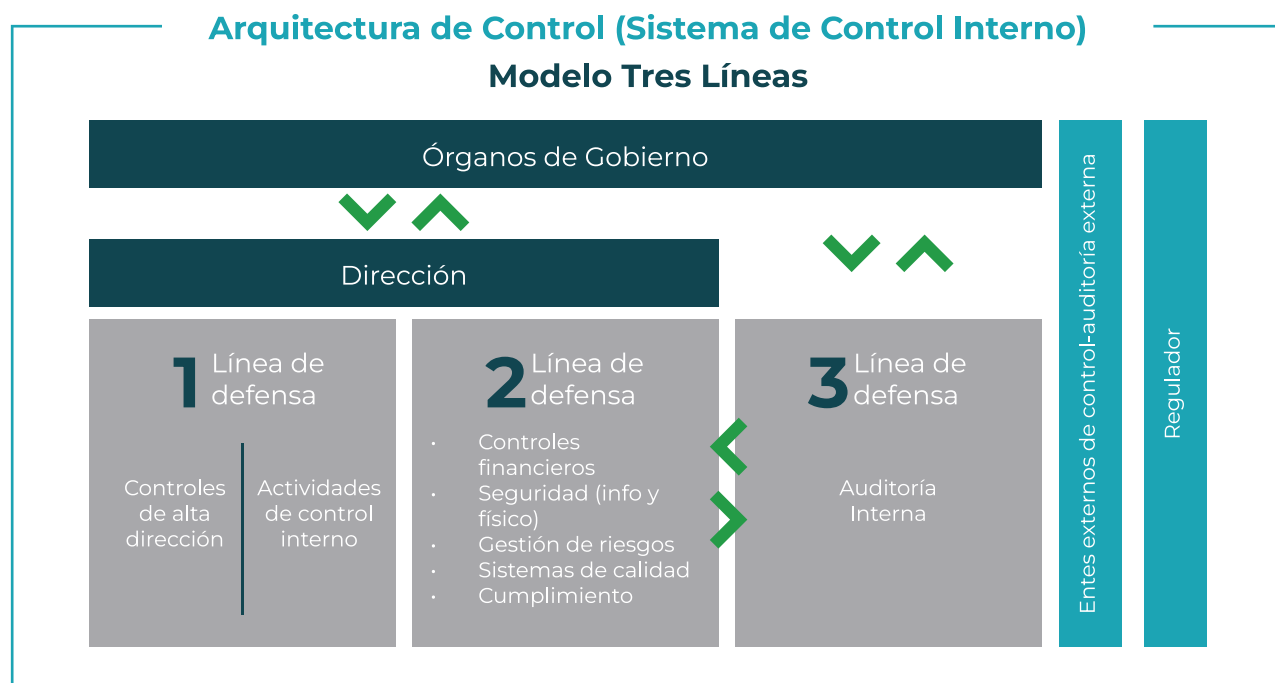 Arquitectura de Control (Sistema de Control Interno)
Modelo Tres Líneas
Órganos de Gobierno
Dirección
1 Línea de
defensa
Controles
de alta
dirección
Actividades
de control
interno
2 Línea de
defensa
· Controles
financieros
· Seguridad (info y
físico)
· Gestión de riesgos
· Sistemas de calidad
· Cumplimiento
3 Línea de
defensa
Auditoría
Interna
Entes externos de control-auditoría externa
Regulador